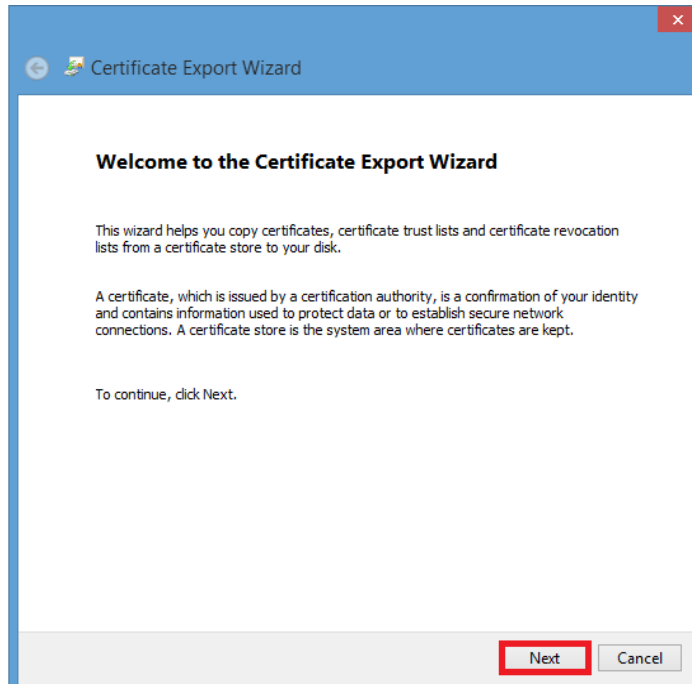 Certificate Export Wizard
Welcome to the Certificate Export Wizard
This wizard helps you copy certificates, certificate trust lists and certificate revocation
lists from a certificate store to your disk.
A certificate, which is issued by a certification authority, is a confirmation of your identity
and contains information used to protect data or to establish secure network
connections. A certificate store is the system area where certificates are kept.
To continue, click Next.
Next Cancel